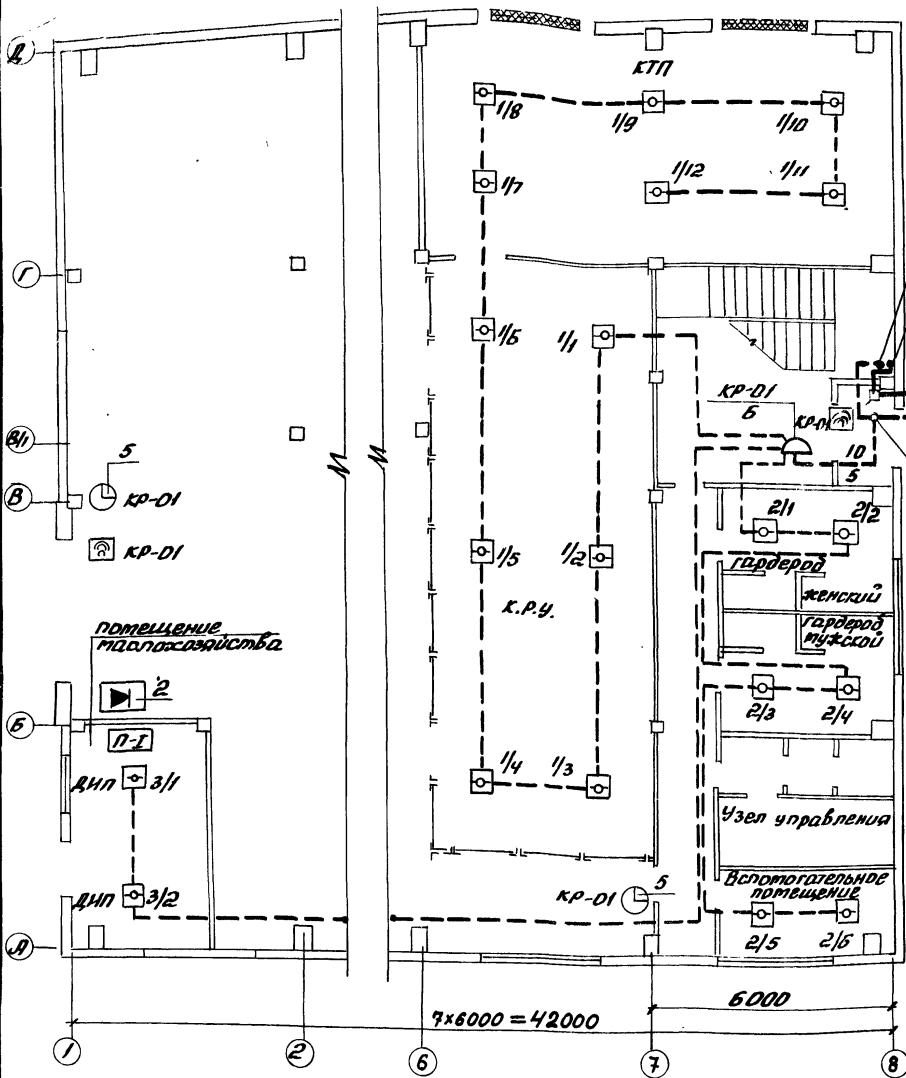 Д
КТП
1/8
1/9
1/10
1/7
1/12
1/11
Г
1/6
1/1
КР-01
6
КР-01
В/1
5
10
5
В
КР-01
2/1
2/2
КР-01
1/5
1/2
гардероб
женский
К.Р.У.
гардероб
мужской
помещение
маслохозяйства
2
2/3
2/4
Б
П-I
1/4
1/3
ДИП
3/1
Узел управления
Вспомогательное
помещение
КР-01
5
ДИП
3/2
2/5
2/6
А
6000
7×6000 = 42000
1
2
6
7
8